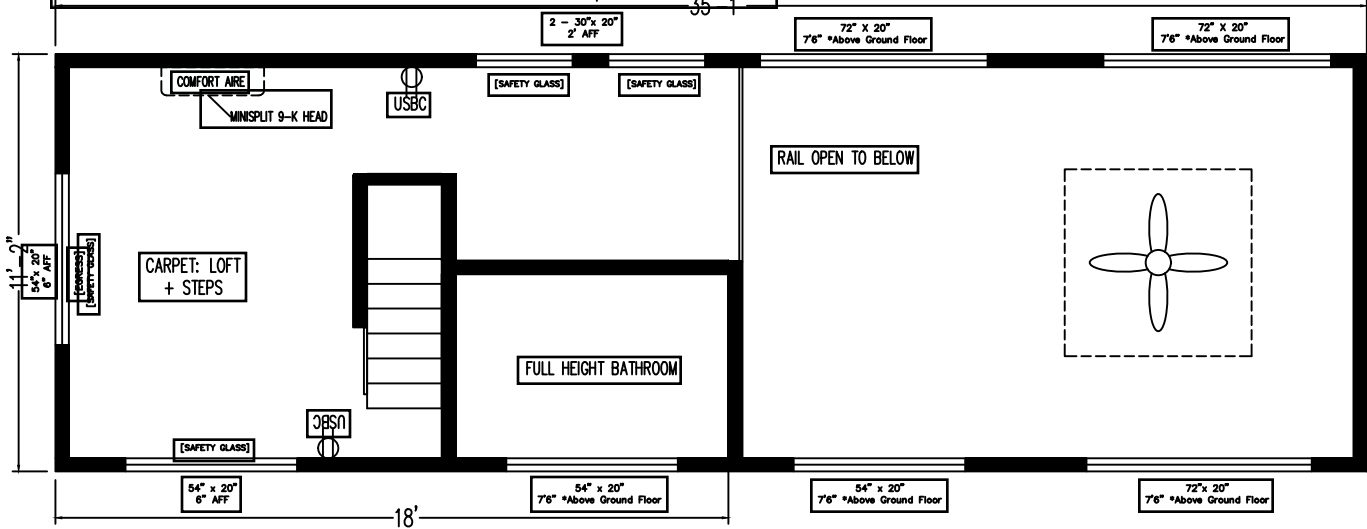 35'-1"
2 - 30"x 20"
2' AFF
72" X 20"
7'6" *Above Ground Floor
72" X 20"
7'6" *Above Ground Floor
COMFORT AIRE
MINISPLIT 9-K HEAD
USBC
[SAFETY GLASS]
[SAFETY GLASS]
RAIL OPEN TO BELOW
11'-2"
54"x 20"
6" AFF
[EGRESS]
[SAFETY GLASS]
CARPET: LOFT
+ STEPS
FULL HEIGHT BATHROOM
USBC
[SAFETY GLASS]
54" x 20"
6" AFF
54" x 20"
7'6" *Above Ground Floor
54" x 20"
7'6" *Above Ground Floor
72"x 20"
7'6" *Above Ground Floor
18'